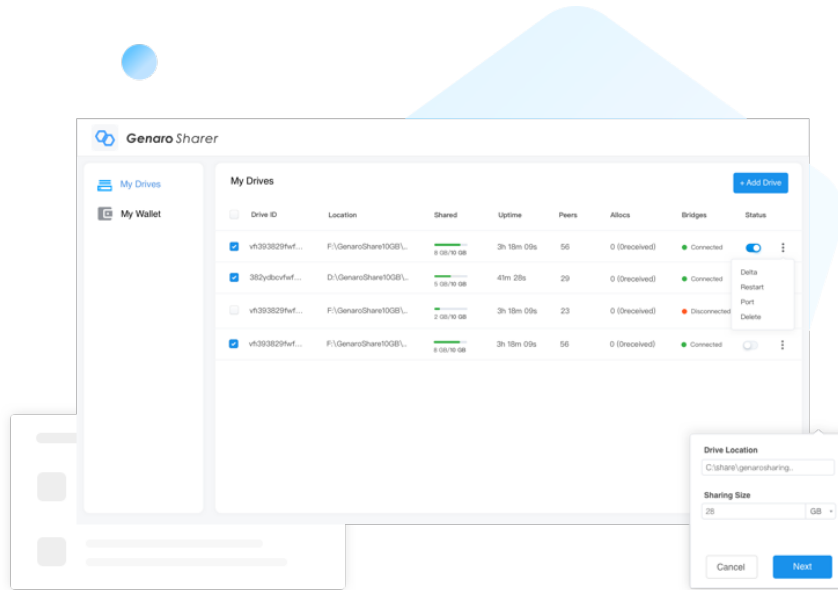 Genaro Sharer
My Drives
My Wallet
My Drives
+ Add Drive
Drive ID Location Shared Uptime Peers Allocs Bridges Status
vh393829fwf... F:\GenaroShare10GB\... 3h 18m 09s 56 0 (0received) Connected
8 GB/10 GB
382ydbcvfwf... D:\GenaroShare10GB\... 41m 28s 29 0 (0received) Connected
5 GB/10 GB
vh393829fwf... F:\GenaroShare10GB\... 3h 18m 09s 23 0 (0received) Disconnected
2 GB/10 GB
vh393829fwf... F:\GenaroShare10GB\... 3h 18m 09s 56 0 (0received) Connected
8 GB/10 GB
Delta
Restart
Port
Delete
Drive Location
C:\share\genarosharing..
Sharing Size
28 GB
Cancel Next